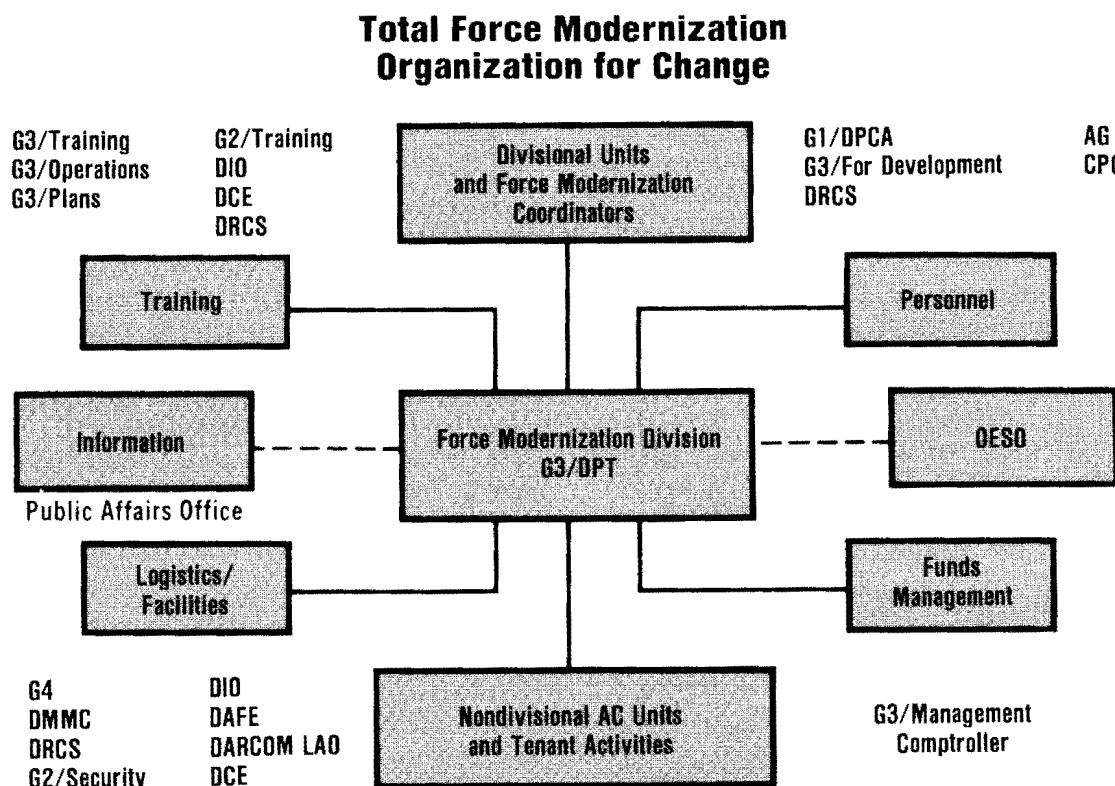 Total Force Modernization
Organization for Change
G3/Training
G3/Operations
G3/Plans
G2/Training
DIO
DCE
DRCS
Divisional Units
and Force Modernization
Coordinators
G1/DPCA
G3/For Development
DRCS
AG
Training
Personnel
Information
Public Affairs Office
Force Modernization Division
G3/DPT
OESO
Logistics/
Facilities
Funds
Management
G4
DMMC
DRCS
G2/Security
DIO
DAFE
DARCOM LAO
DCE
Nondivisional AC Units
and Tenant Activities
G3/Management
Comptroller